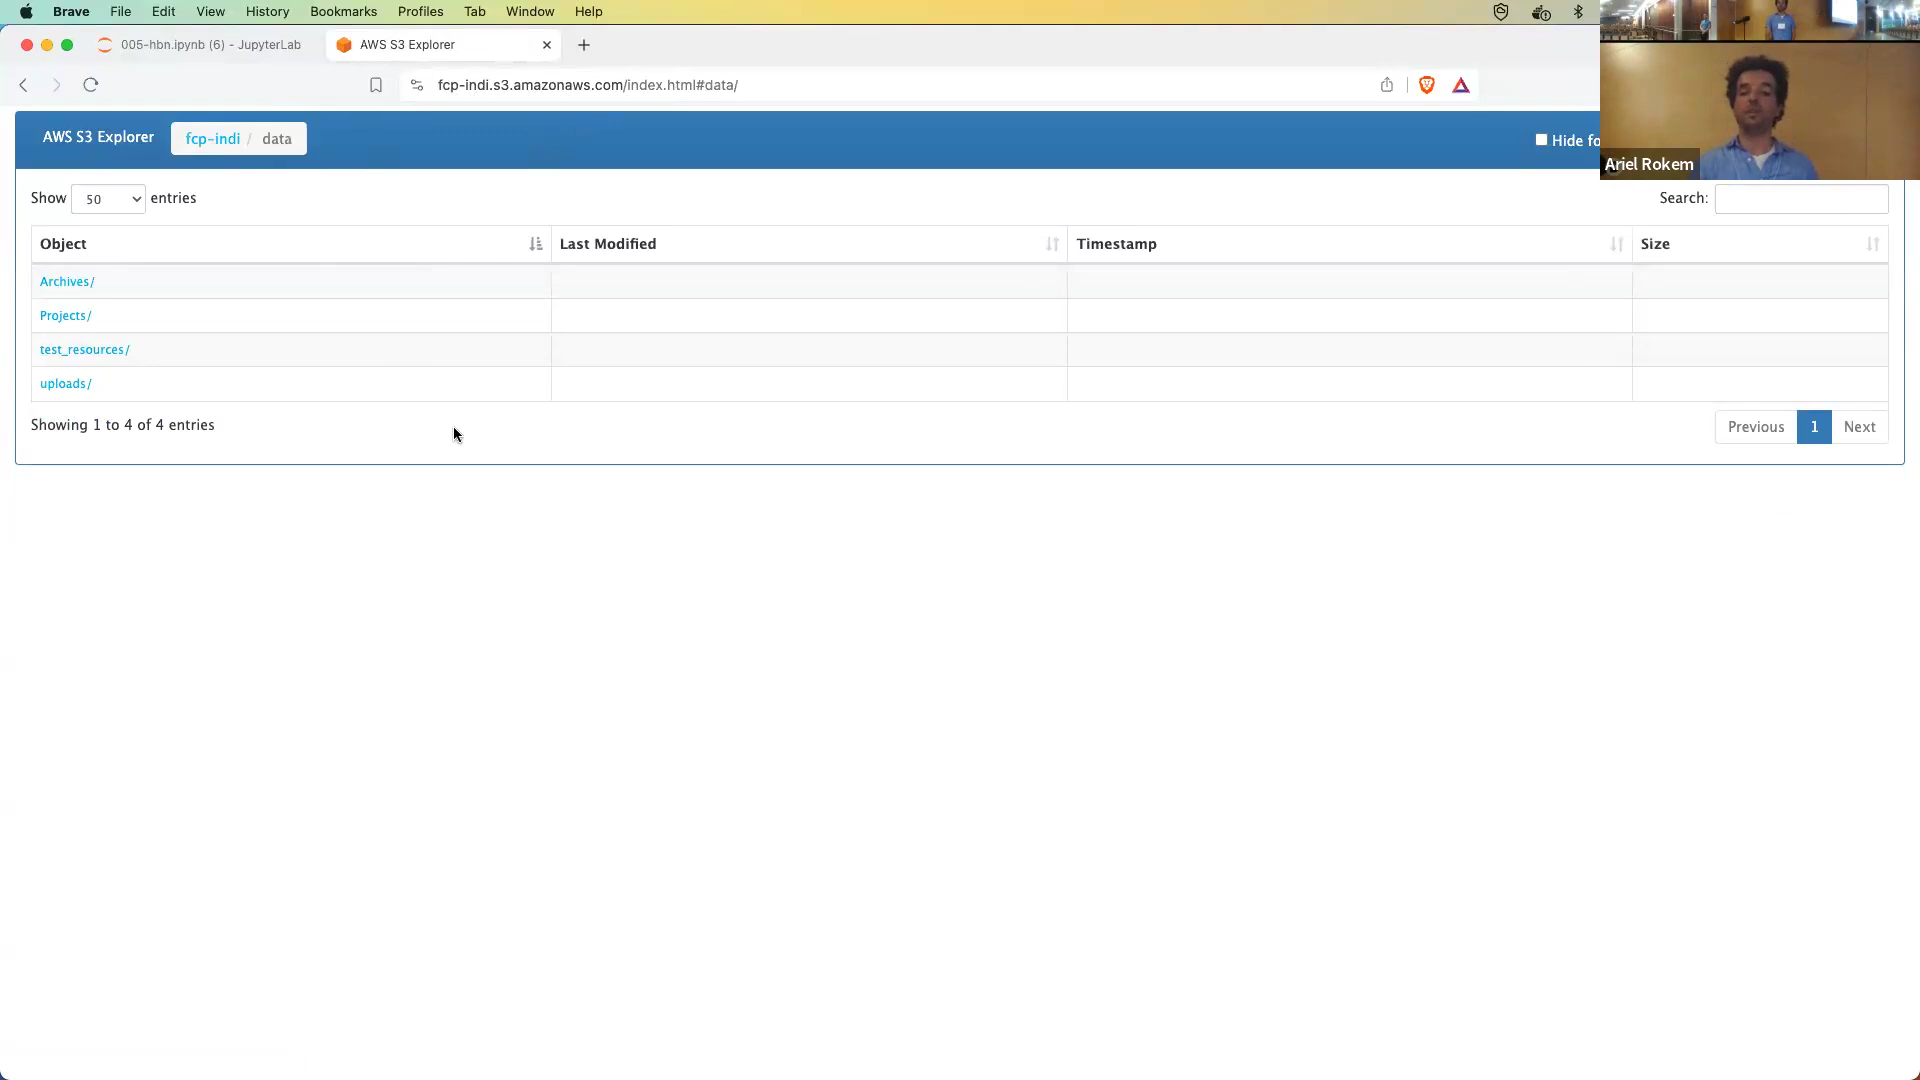 Brave File Edit View History Bookmarks Profiles Tab Window Help
005-hbn.ipynb (6) - JupyterLab
AWS S3 Explorer
fcp-indi.s3.amazonaws.com/index.html#data/
AWS S3 Explorer fcp-indi / data Hide fo
Ariel Rokem
Show 50 entries Search:
Object Last Modified Timestamp Size
Archives/
Projects/
test_resources/
uploads/
Showing 1 to 4 of 4 entries Previous 1 Next